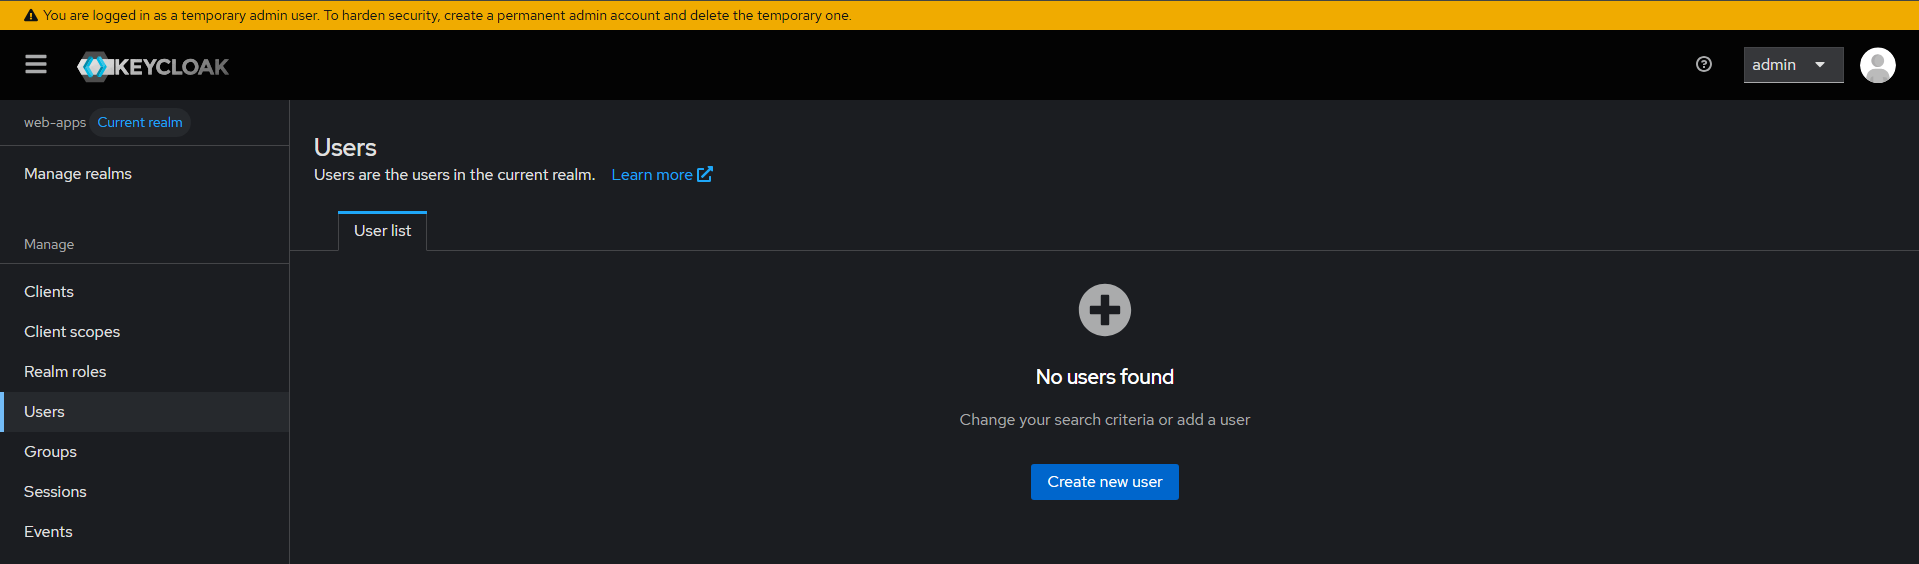 You are logged in as a temporary admin user. To harden security, create a permanent admin account and delete the temporary one.
KEYCLOAK
admin
web-apps Current realm
Manage realms
Manage
Clients
Client scopes
Realm roles
Users
Groups
Sessions
Events
Users
Users are the users in the current realm. Learn more
User list
No users found
Change your search criteria or add a user
Create new user